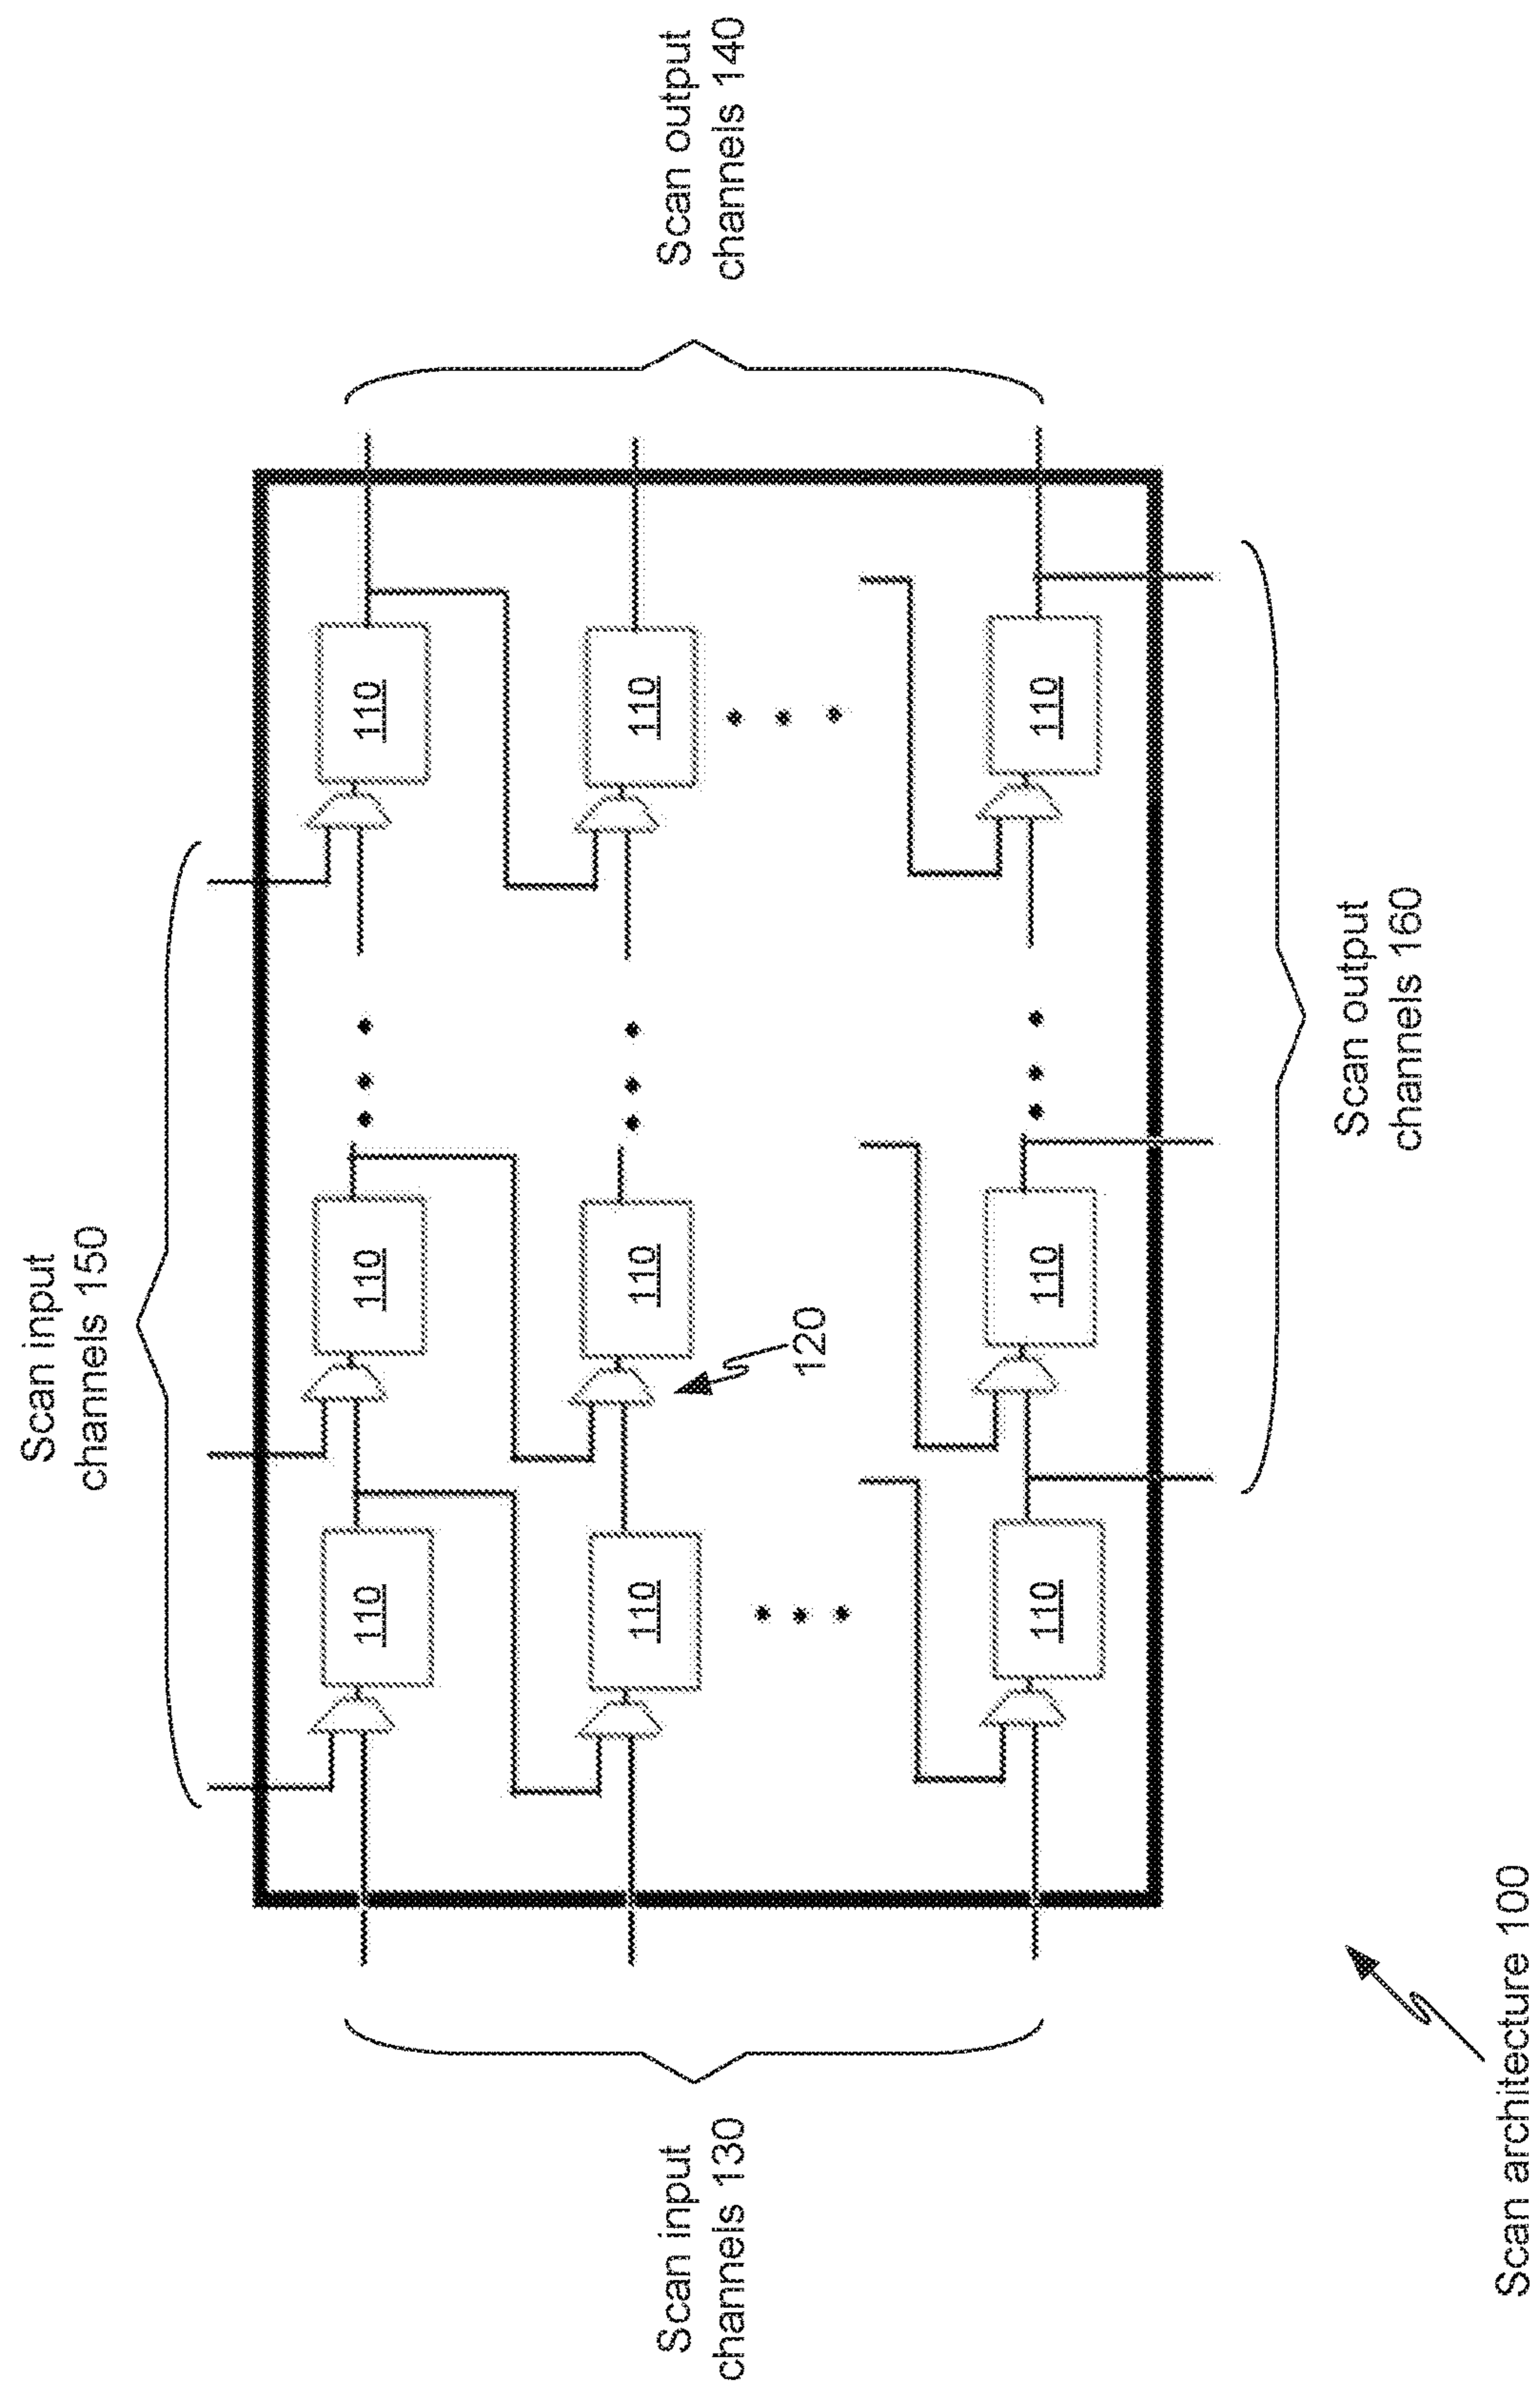 Scan input
channels 150
Scan input
channels 130
Scan output
channels 140
110
110
110
110
110
110
120
110
110
110
Scan output
channels 160
Scan architecture 100